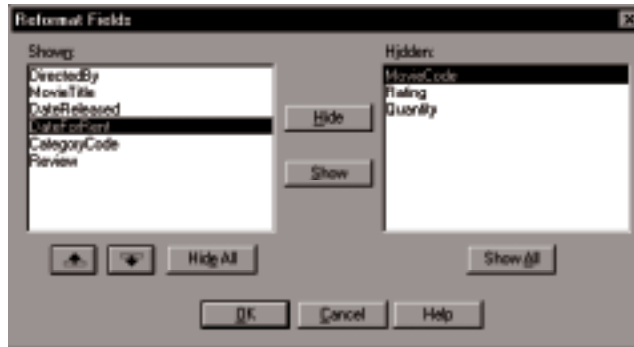 Reformat Fields
Shown:
DirectedBy
MovieTitle
DateReleased
DateForRent
CategoryCode
Review
Hide
Show
Hidden:
MovieCode
Rating
Quantity
Hide All
Show All
OK
Cancel
Help